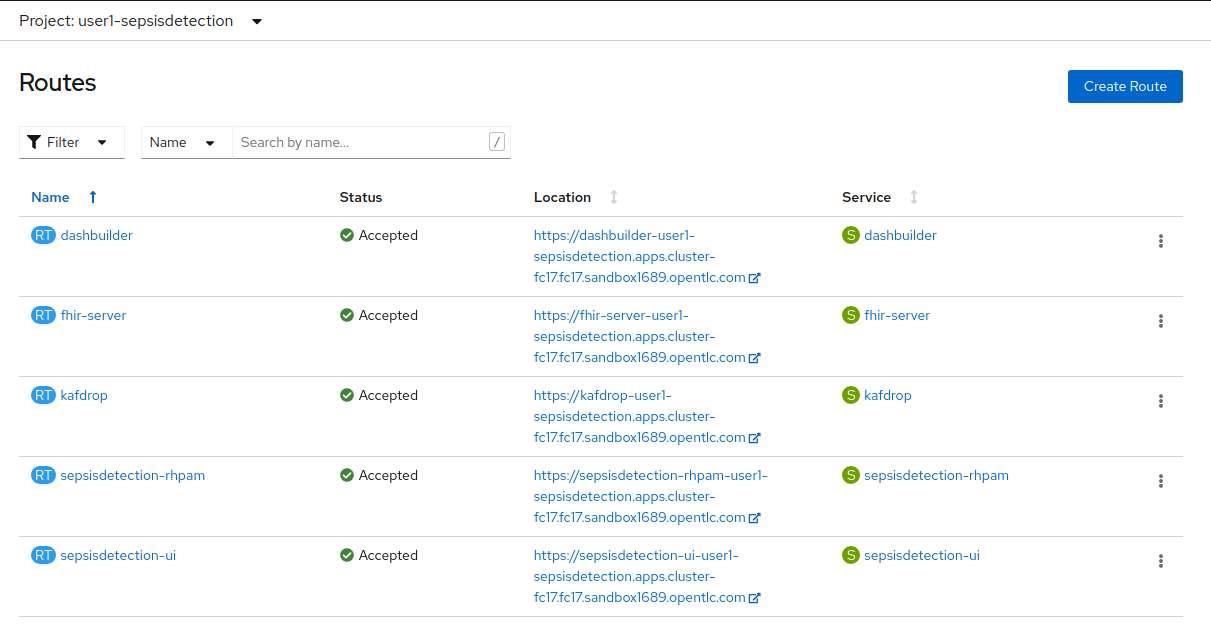 Project: user1-sepsisdetection
Routes
Create Route
Filter
Name
Search by name...
/
Name Status Location Service
RT dashbuilder Accepted https://dashbuilder-user1- S dashbuilder
sepsisdetection.apps.cluster-
fc17.fc17.sandbox1689.opentlc.com
RT fhir-server Accepted https://fhir-server-user1- S fhir-server
sepsisdetection.apps.cluster-
fc17.fc17.sandbox1689.opentlc.com
RT kafdrop Accepted https://kafdrop-user1- S kafdrop
sepsisdetection.apps.cluster-
fc17.fc17.sandbox1689.opentlc.com
RT sepsisdetection-rhpam Accepted https://sepsisdetection-rhpam-user1- S sepsisdetection-rhpam
sepsisdetection.apps.cluster-
fc17.fc17.sandbox1689.opentlc.com
RT sepsisdetection-ui Accepted https://sepsisdetection-ui-user1- S sepsisdetection-ui
sepsisdetection.apps.cluster-
fc17.fc17.sandbox1689.opentlc.com